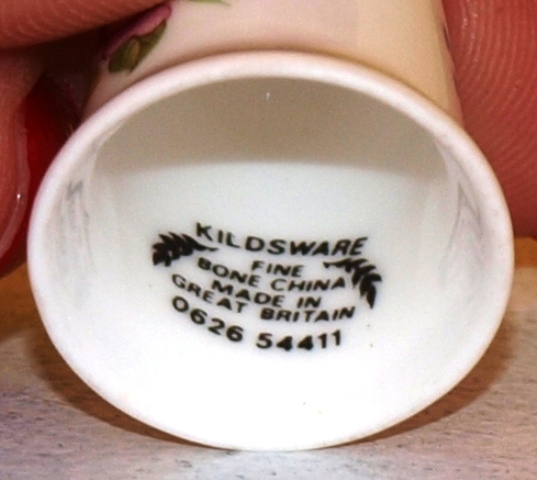 KILDSWARE
FINE
BONE CHINA
MADE IN
GREAT BRITAIN
0626 54411